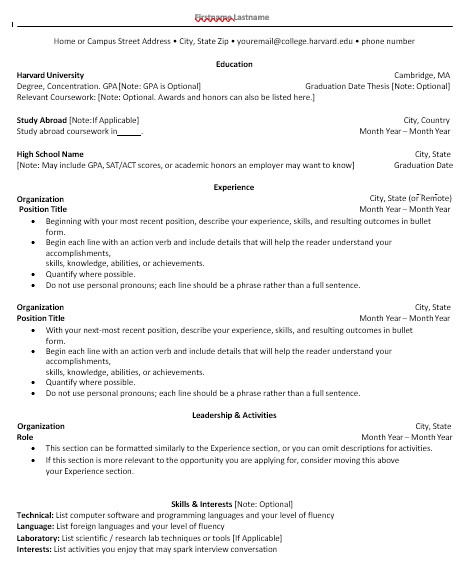 Firstname Lastname
Home or Campus Street Address • City, State Zip • youremail@college.harvard.edu • phone number
Education
Harvard University Cambridge, MA
Degree, Concentration. GPA [Note: GPA is Optional] Graduation Date Thesis [Note: Optional]
Relevant Coursework: [Note: Optional. Awards and honors can also be listed here.]
Study Abroad [Note: If Applicable] City, Country
Study abroad coursework in_____. Month Year – Month Year
High School Name City, State
[Note: May include GPA, SAT/ACT scores, or academic honors an employer may want to know] Graduation Date
Experience
Organization City, State (or Remote)
Position Title Month Year – Month Year
• Beginning with your most recent position, describe your experience, skills, and resulting outcomes in bullet
form.
• Begin each line with an action verb and include details that will help the reader understand your
accomplishments,
skills, knowledge, abilities, or achievements.
• Quantify where possible.
• Do not use personal pronouns; each line should be a phrase rather than a full sentence.
Organization City, State
Position Title Month Year – Month Year
• With your next-most recent position, describe your experience, skills, and resulting outcomes in bullet
form.
• Begin each line with an action verb and include details that will help the reader understand your
accomplishments,
skills, knowledge, abilities, or achievements.
• Quantify where possible.
• Do not use personal pronouns; each line should be a phrase rather than a full sentence.
Leadership & Activities
Organization City, State
Role Month Year – Month Year
• This section can be formatted similarly to the Experience section, or you can omit descriptions for activities.
• If this section is more relevant to the opportunity you are applying for, consider moving this above
your Experience section.
Skills & Interests [Note: Optional]
Technical: List computer software and programming languages and your level of fluency
Language: List foreign languages and your level of fluency
Laboratory: List scientific / research lab techniques or tools [If Applicable]
Interests: List activities you enjoy that may spark interview conversation